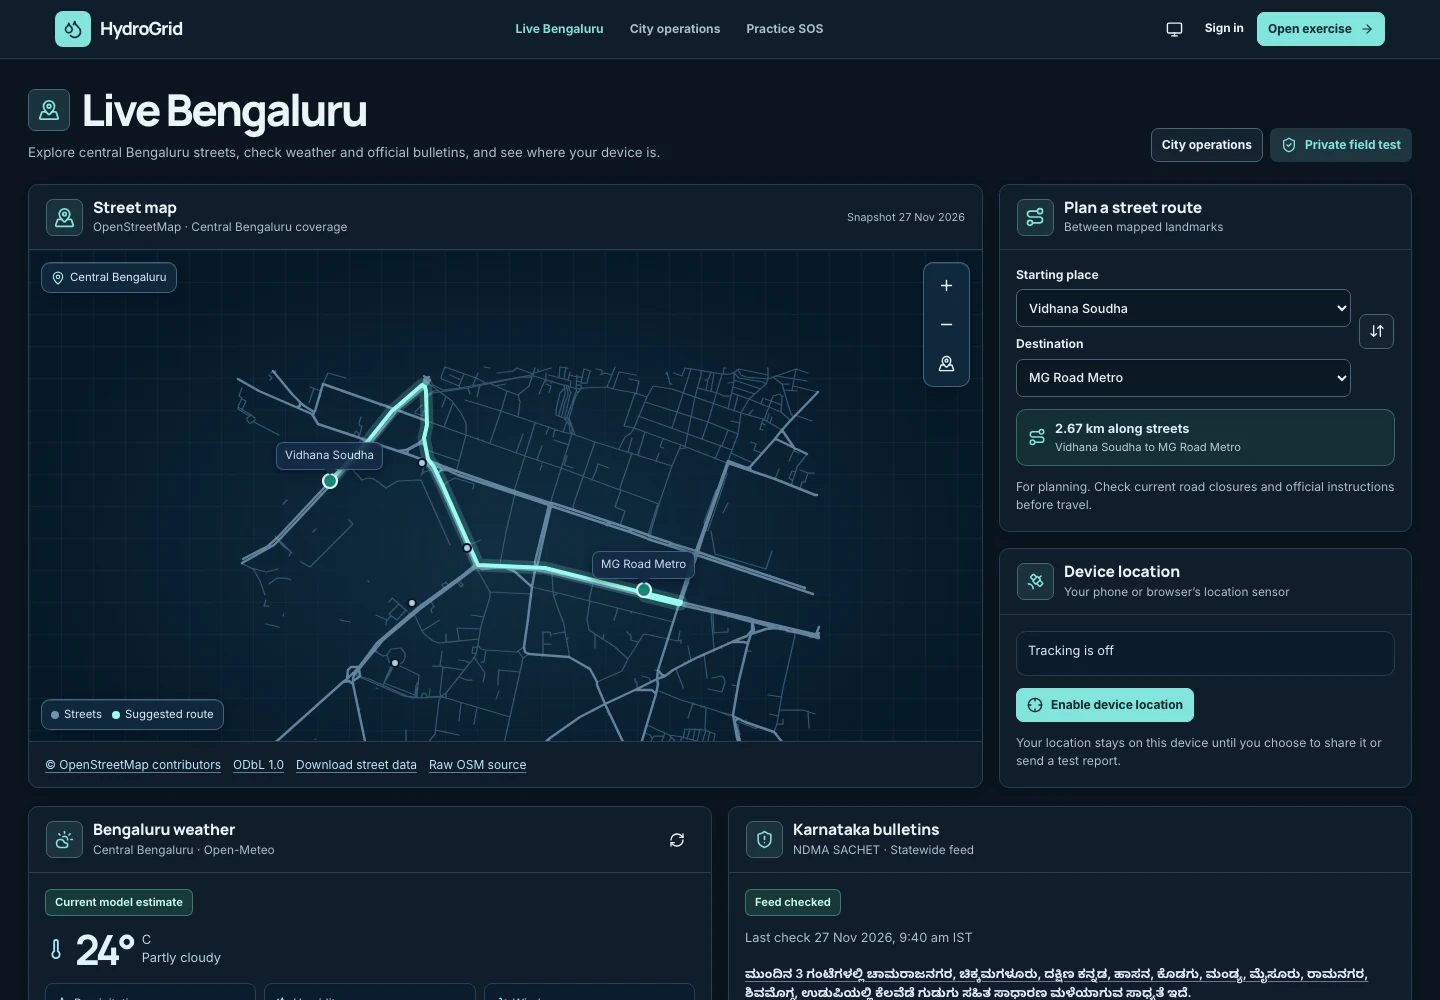 HydroGrid
Live Bengaluru
City operations
Practice SOS
Sign in
Open exercise
Live Bengaluru
Explore central Bengaluru streets, check weather and official bulletins, and see where your device is.
City operations
Private field test
Street map
OpenStreetMap · Central Bengaluru coverage
Snapshot 27 Nov 2026
Central Bengaluru
Vidhana Soudha
MG Road Metro
Streets
Suggested route
© OpenStreetMap contributors
ODbL 1.0
Download street data
Raw OSM source
Plan a street route
Between mapped landmarks
Starting place
Vidhana Soudha
Destination
MG Road Metro
2.67 km along streets
Vidhana Soudha to MG Road Metro
For planning. Check current road closures and official instructions
before travel.
Device location
Your phone or browser’s location sensor
Tracking is off
Enable device location
Your location stays on this device until you choose to share it or
send a test report.
Bengaluru weather
Central Bengaluru · Open-Meteo
Current model estimate
24° C
Partly cloudy
Karnataka bulletins
NDMA SACHET · Statewide feed
Feed checked
Last check 27 Nov 2026, 9:40 am IST
ಮುಂದಿನ 3 ಗಂಟೆಗಳಲ್ಲಿ ಚಾಮರಾಜನಗರ, ಚಿಕ್ಕಮಗಳೂರು, ದಕ್ಷಿಣ ಕನ್ನಡ, ಹಾಸನ, ಕೊಡಗು, ಮಂಡ್ಯ, ಮೈಸೂರು, ರಾಮನಗರ,
ಶಿವಮೊಗ್ಗ, ಉಡುಪಿಯಲ್ಲಿ ಕೆಲವೆಡೆ ಗುಡುಗು ಸಹಿತ ಸಾಧಾರಣ ಮಳೆಯಾಗುವ ಸಾಧ್ಯತೆ ಇದೆ.